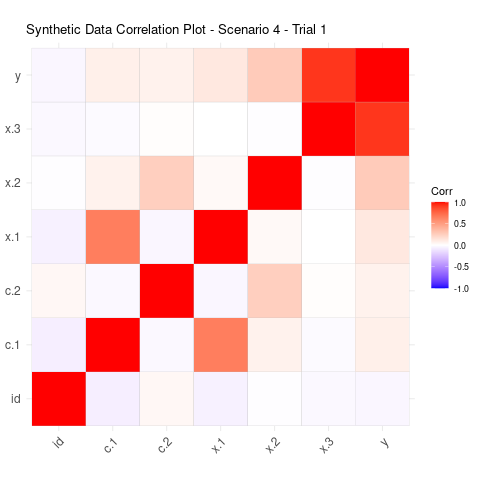 Synthetic Data Correlation Plot - Scenario 4 - Trial 1
y
x.3
x.2
x.1
c.2
c.1
id
id
c.1
c.2
x.1
x.2
x.3
y
Corr
1.0
0.5
0.0
-0.5
-1.0